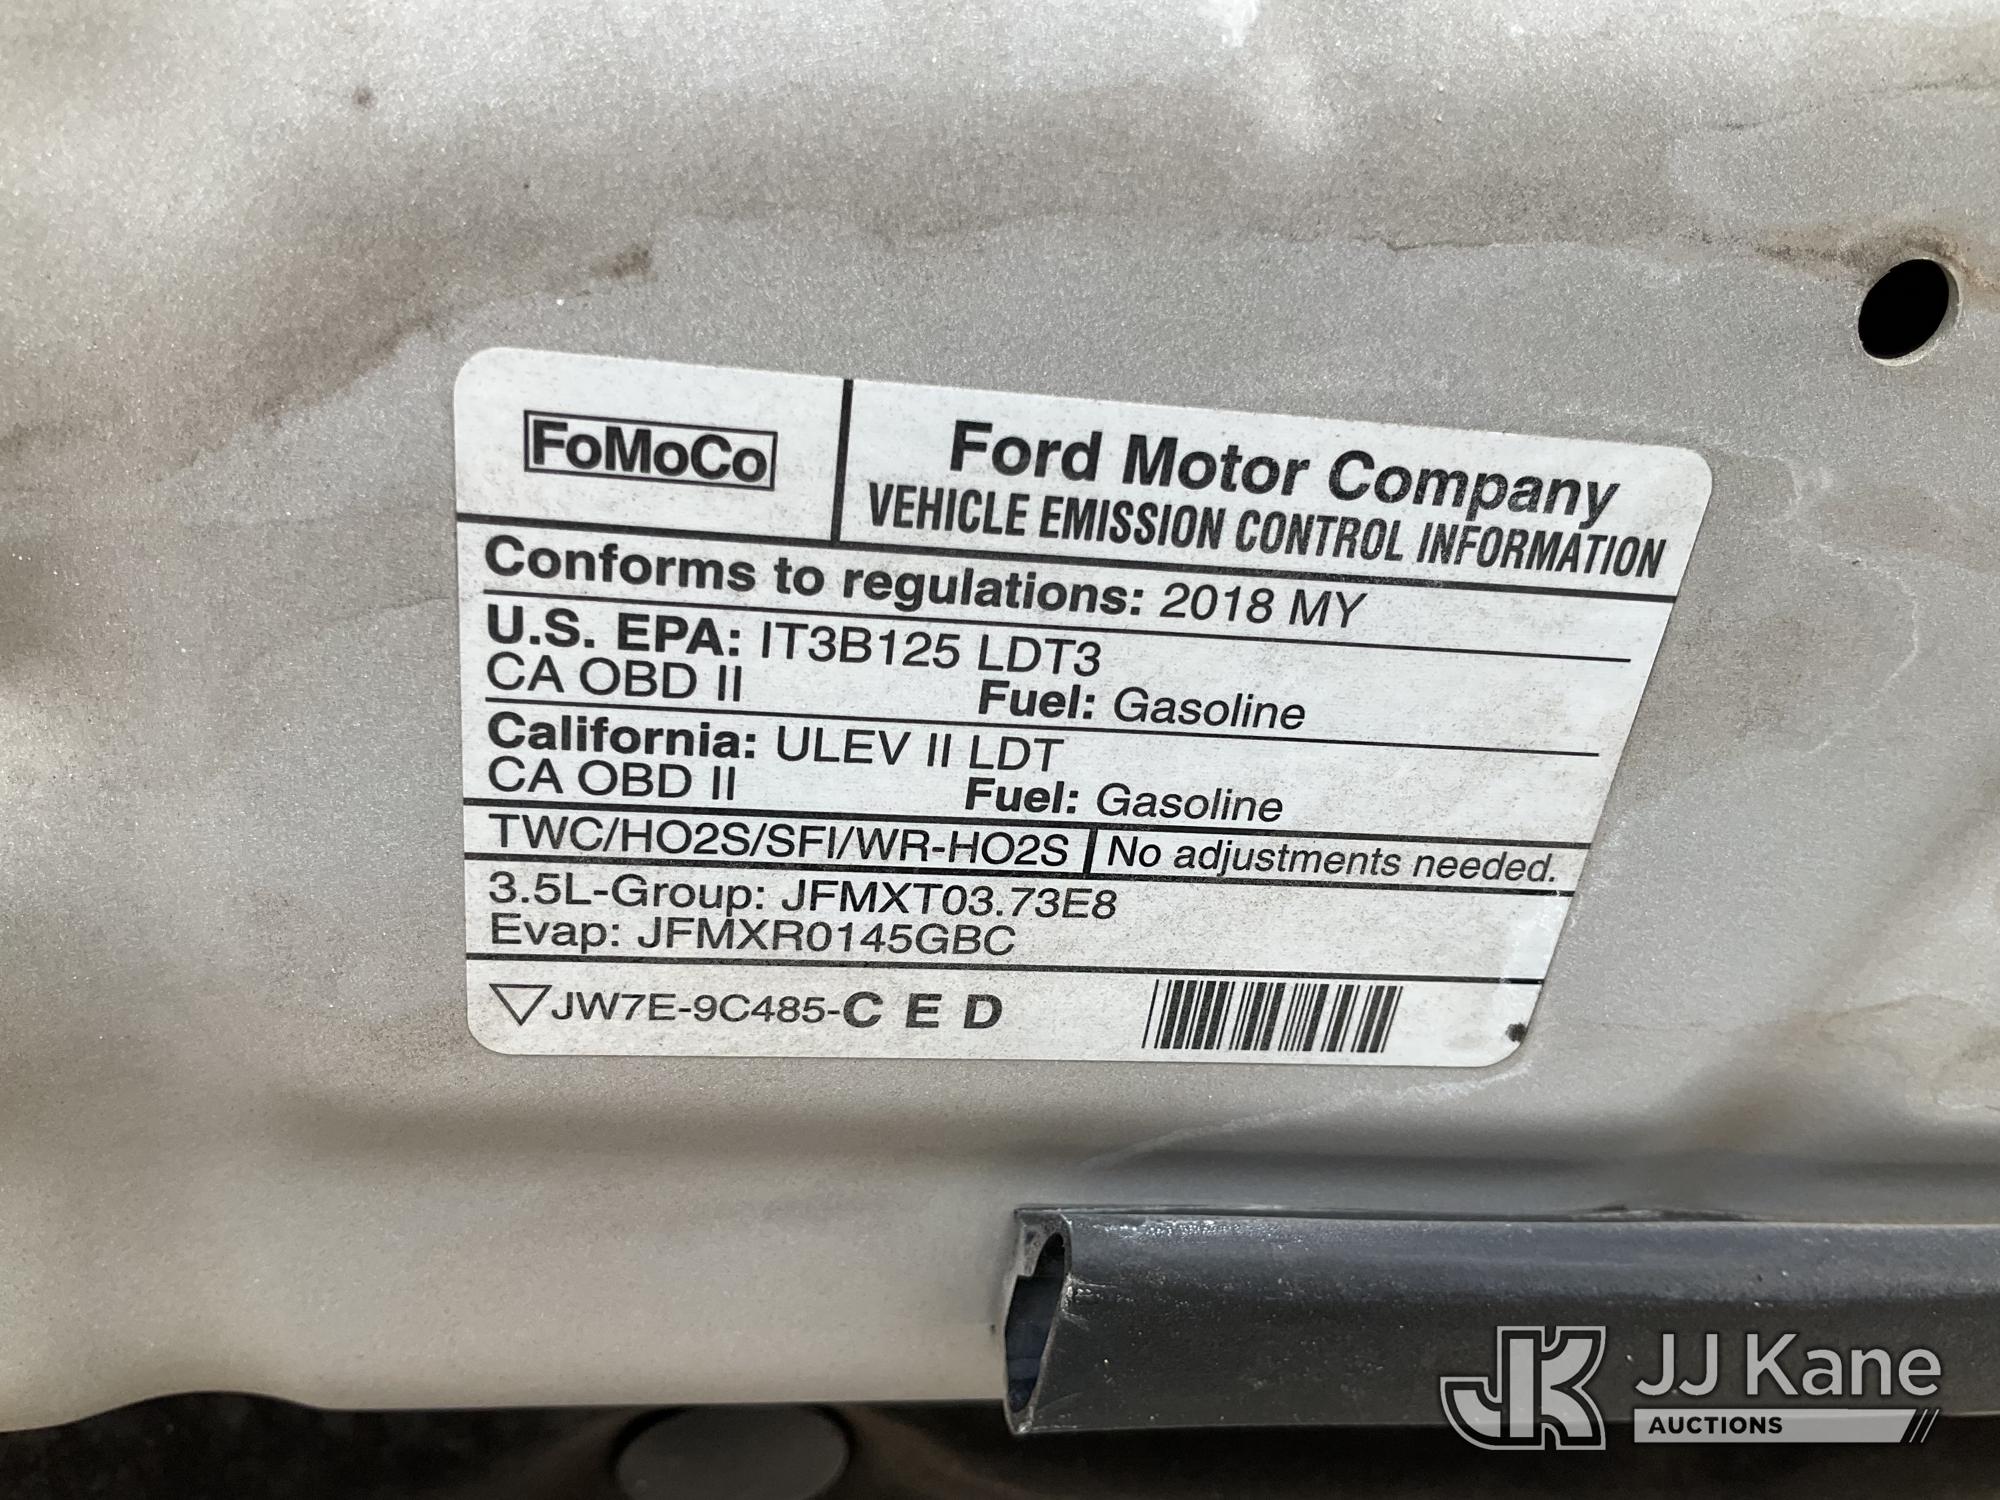 FoMoCo
Ford Motor Company
VEHICLE EMISSION CONTROL INFORMATION
Conforms to regulations: 2018 MY
U.S. EPA: IT3B125 LDT3
CA OBD II Fuel: Gasoline
California: ULEV II LDT
CA OBD II Fuel: Gasoline
TWC/HO2S/SFI/WR-HO2S No adjustments needed.
3.5L-Group: JFMXT03.73E8
Evap: JFMXR0145GBC
JW7E-9C485-C E D
JK JJ Kane
AUCTIONS